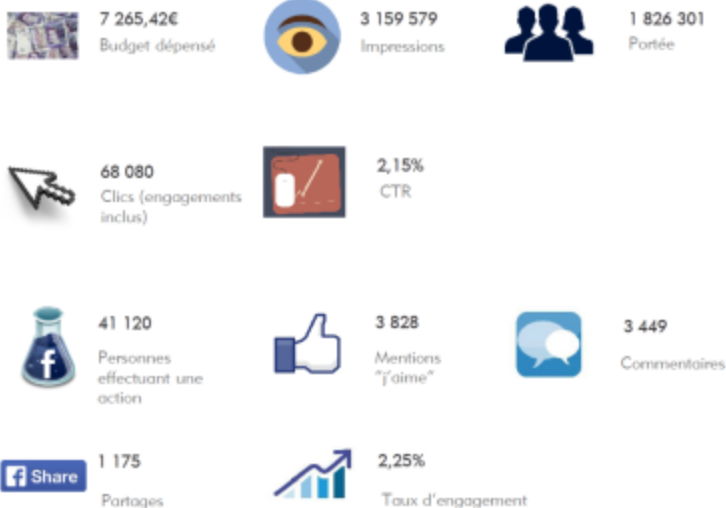 7 265,42€
Budget dépensé
3 159 579
Impressions
1 826 301
Portée
68 080
Clics (engagements
inclus)
2,15%
CTR
41 120
Personnes
effectuant une
action
3 828
Mentions
"j'aime"
3 449
Commentaires
f Share
1 175
Partages
2,25%
Taux d'engagement